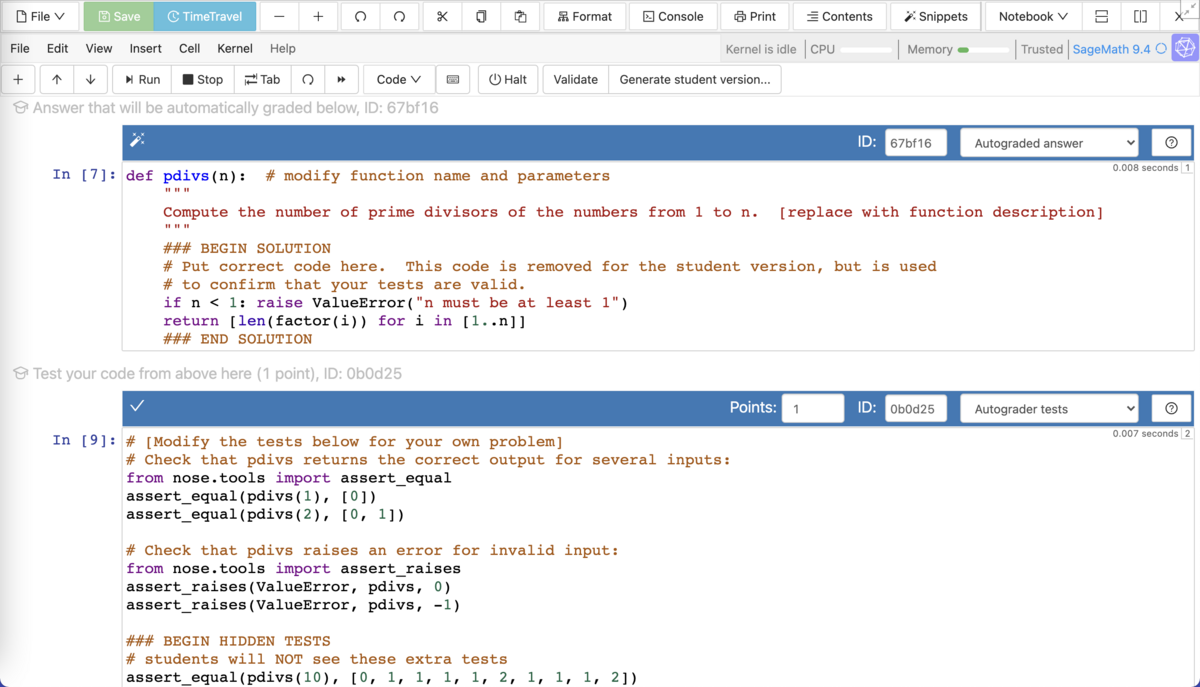 File Save TimeTravel Format Console Print Contents Snippets Notebook
File Edit View Insert Cell Kernel Help Kernel is idle CPU Memory Trusted SageMath 9.4
Run Stop Tab Code Halt Validate Generate student version...
Answer that will be automatically graded below, ID: 67bf16
ID: 67bf16 Autograded answer
0.008 seconds 1
In [7]: def pdivs(n):  # modify function name and parameters
    """
    Compute the number of prime divisors of the numbers from 1 to n.  [replace with function description]
    """
    ### BEGIN SOLUTION
    # Put correct code here.  This code is removed for the student version, but is used
    # to confirm that your tests are valid.
    if n < 1: raise ValueError("n must be at least 1")
    return [len(factor(i)) for i in [1..n]]
    ### END SOLUTION
Test your code from above here (1 point), ID: 0b0d25
Points: 1 ID: 0b0d25 Autograder tests
0.007 seconds 2
In [9]: # [Modify the tests below for your own problem]
# Check that pdivs returns the correct output for several inputs:
from nose.tools import assert_equal
assert_equal(pdivs(1), [0])
assert_equal(pdivs(2), [0, 1])
# Check that pdivs raises an error for invalid input:
from nose.tools import assert_raises
assert_raises(ValueError, pdivs, 0)
assert_raises(ValueError, pdivs, -1)
### BEGIN HIDDEN TESTS
# students will NOT see these extra tests
assert_equal(pdivs(10), [0, 1, 1, 1, 1, 2, 1, 1, 1, 2])